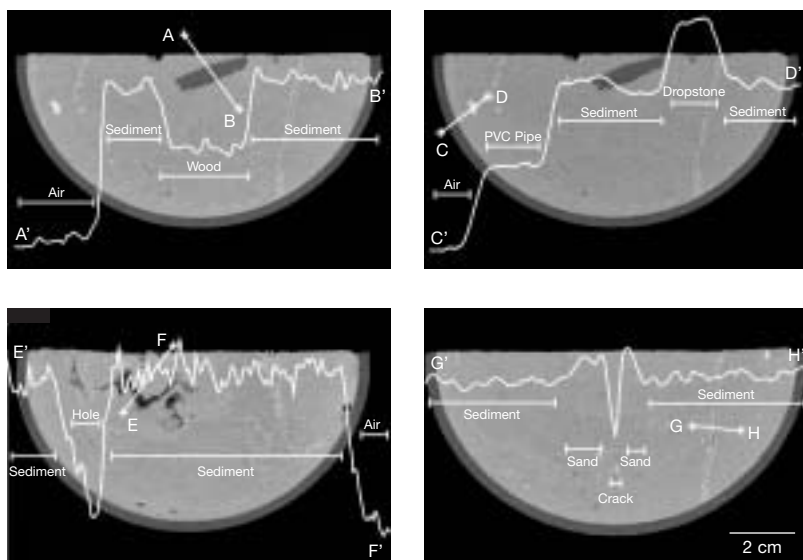 A
B
B'
Sediment
Sediment
Wood
Air
A'
D'
Dropstone
D
Sediment
Sediment
C
PVC Pipe
Air
C'
E'
F
Hole
E
Air
Sediment
Sediment
F'
G'
H'
Sediment
Sediment
G
H
Sand
Sand
Crack
2 cm